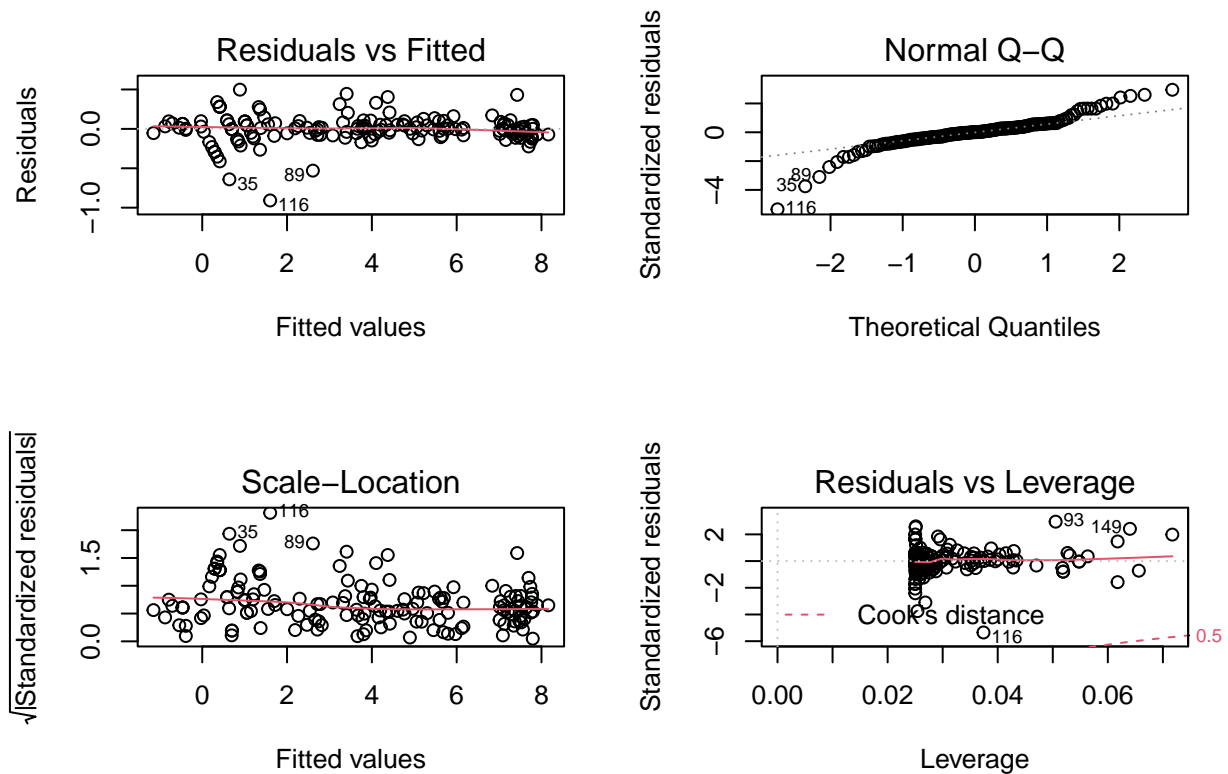 Residuals vs Fitted
Residuals
0.0
−1.0
35
89
116
0 2 4 6 8
Fitted values
Normal Q−Q
Standardized residuals
0
−4
89
35
116
−2 −1 0 1 2
Theoretical Quantiles
Scale−Location
√|Standardized residuals|
1.5
0.0
116
35
89
0 2 4 6 8
Fitted values
Residuals vs Leverage
Standardized residuals
2
−2
−6
93
149
Cook's distance
116
0.5
0.00 0.02 0.04 0.06
Leverage